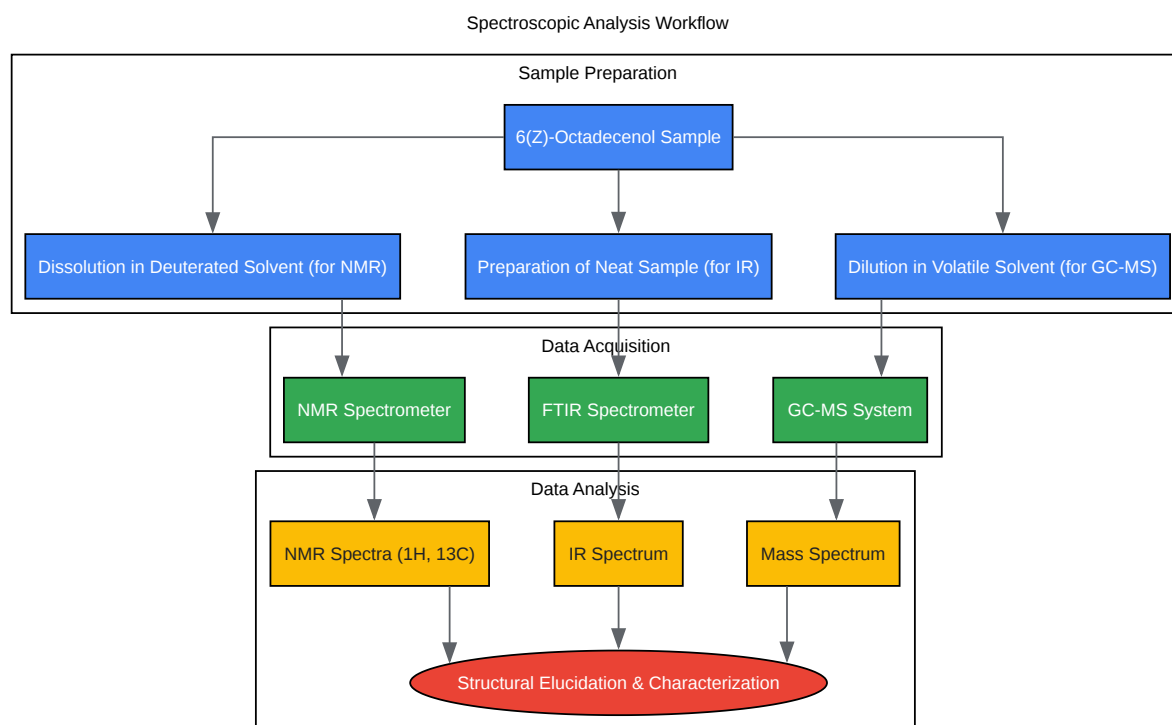 Spectroscopic Analysis Workflow
Sample Preparation
6(Z)-Octadecenol Sample
Dissolution in Deuterated Solvent (for NMR)
Preparation of Neat Sample (for IR)
Dilution in Volatile Solvent (for GC-MS)
Data Acquisition
NMR Spectrometer
FTIR Spectrometer
GC-MS System
Data Analysis
NMR Spectra (1H, 13C)
IR Spectrum
Mass Spectrum
Structural Elucidation & Characterization